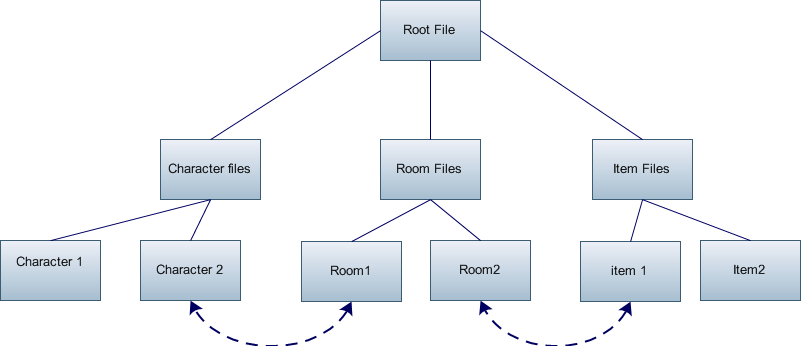 Root File
Character files
Room Files
Item Files
Character 1
Character 2
Room1
Room2
item 1
Item2